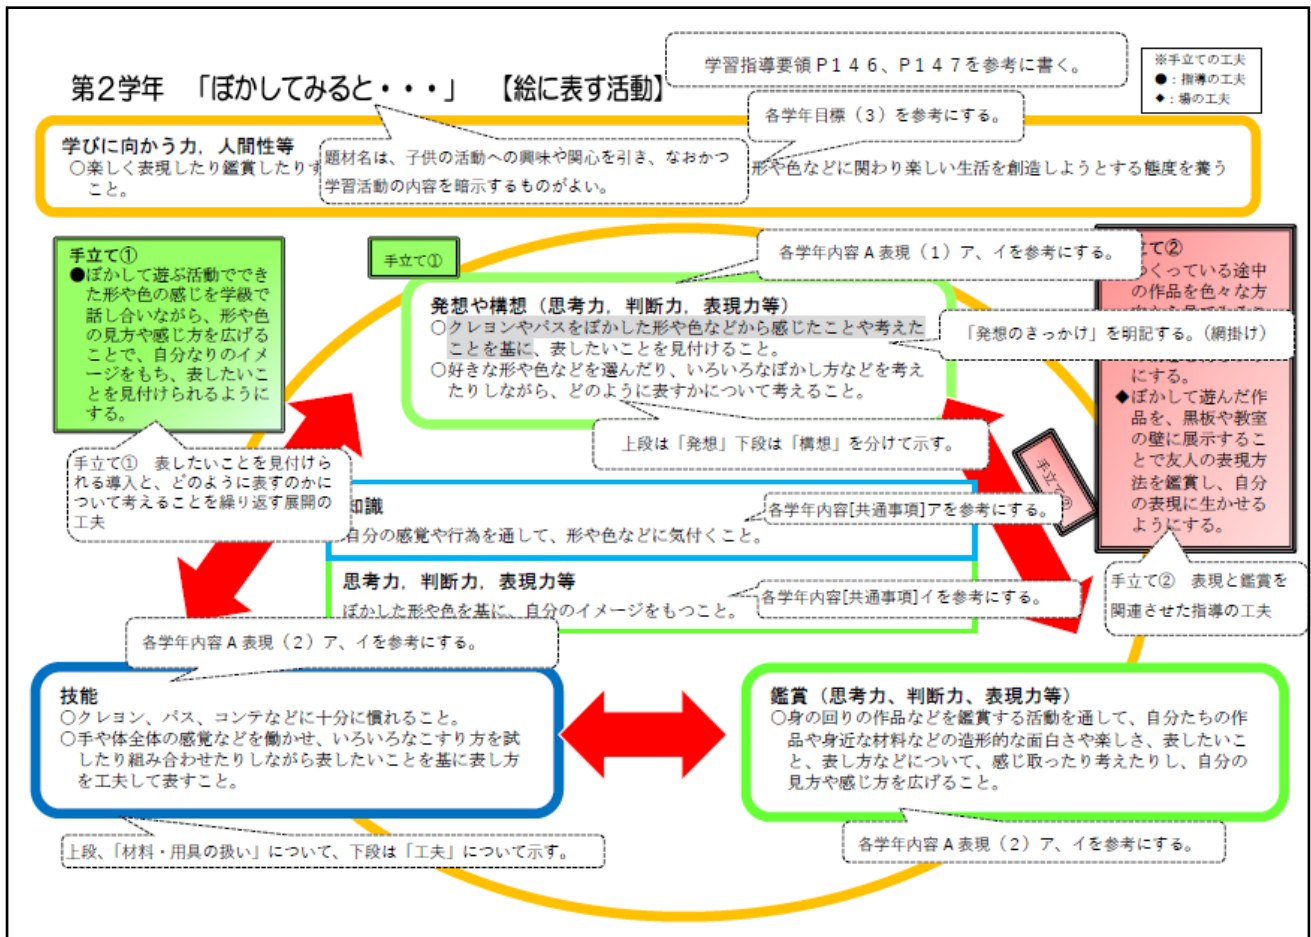 学習指導要領P146、P147を参考に書く。
※手立ての工夫
●：指導の工夫
◆：場の工夫
第2学年　「ぼかしてみると・・・」　【絵に表す活動】
各学年目標（3）を参考にする。
学びに向かう力，人間性等
○楽しく表現したり鑑賞したりす
形や色などに関わり楽しい生活を創造しようとする態度を養う
こと。
題材名は、子供の活動への興味や関心を引き、なおかつ
学習活動の内容を暗示するものがよい。
手立て①
●ぼかして遊ぶ活動ででき
た形や色の感じを学級で
話し合いながら、形や色
の見方や感じ方を広げる
ことで、自分なりのイメ
ージをもち、表したいこ
とを見付けられるように
する。
手立て①
各学年内容A表現（1）ア、イを参考にする。
発想や構想（思考力，判断力，表現力等）
○クレヨンやパスをぼかした形や色などから感じたことや考えた
ことを基に、表したいことを見付けること。
○好きな形や色などを選んだり、いろいろなぼかし方などを考え
たりしながら、どのように表すかについて考えること。
「発想のきっかけ」を明記する。（網掛け）
上段は「発想」下段は「構想」を分けて示す。
立て②
つくっている途中
の作品を色々な方
にする。
◆ぼかして遊んだ作
品を、黒板や教室
の壁に展示するこ
とで友人の表現方
法を鑑賞し、自分
の表現に生かせる
ようにする。
手立て②
手立て①　表したいことを見付けら
れる導入と、どのように表すのかに
ついて考えることを繰り返す展開の
工夫
知識
自分の感覚や行為を通して、形や色などに気付くこと。
各学年内容[共通事項]アを参考にする。
思考力，判断力，表現力等
ぼかした形や色を基に、自分のイメージをもつこと。
各学年内容[共通事項]イを参考にする。
手立て②　表現と鑑賞を
関連させた指導の工夫
各学年内容A表現（2）ア、イを参考にする。
技能
○クレヨン、パス、コンテなどに十分に慣れること。
○手や体全体の感覚などを働かせ、いろいろなこすり方を試
したり組み合わせたりしながら表したいことを基に表し方
を工夫して表すこと。
上段、「材料・用具の扱い」について、下段は「工夫」について示す。
鑑賞（思考力、判断力、表現力等）
○身の回りの作品などを鑑賞する活動を通して、自分たちの作
品や身近な材料などの造形的な面白さや楽しさ、表したいこ
と、表し方などについて、感じ取ったり考えたりし、自分の
見方や感じ方を広げること。
各学年内容A表現（2）ア、イを参考にする。